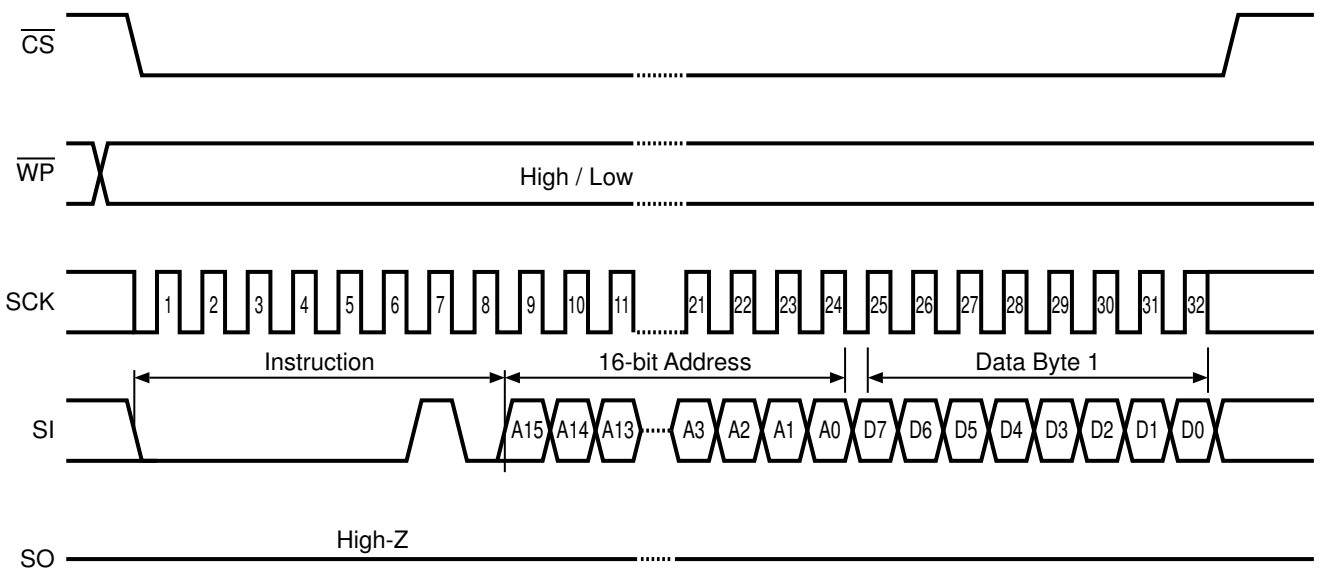 CS
WP
High / Low
SCK
1 2 3 4 5 6 7 8 9 10 11 21 22 23 24 25 26 27 28 29 30 31 32
Instruction 16-bit Address Data Byte 1
SI
A15 A14 A13 A3 A2 A1 A0 D7 D6 D5 D4 D3 D2 D1 D0
High-Z
SO